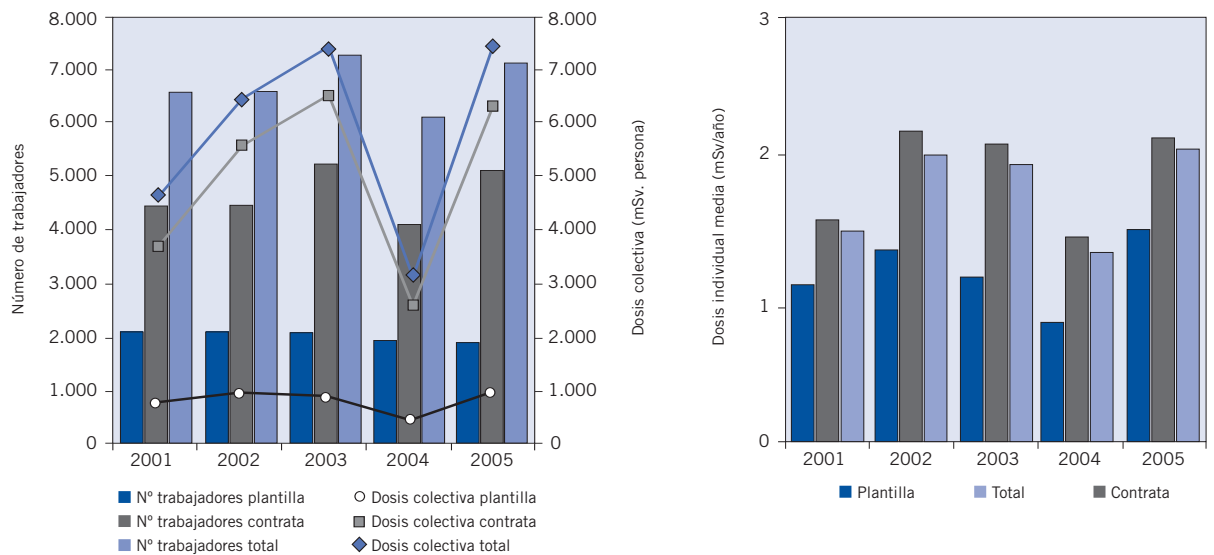 Número de trabajadores
8.000
7.000
6.000
5.000
4.000
3.000
2.000
1.000
0
8.000
7.000
6.000
5.000
4.000
3.000
2.000
1.000
0
Dosis colectiva (mSv. persona)
2001 2002 2003 2004 2005
Nº trabajadores plantilla
Nº trabajadores contrata
Nº trabajadores total
Dosis colectiva plantilla
Dosis colectiva contrata
Dosis colectiva total
Dosis individual media (mSv/año)
3
2
1
0
2001 2002 2003 2004 2005
Plantilla Total Contrata